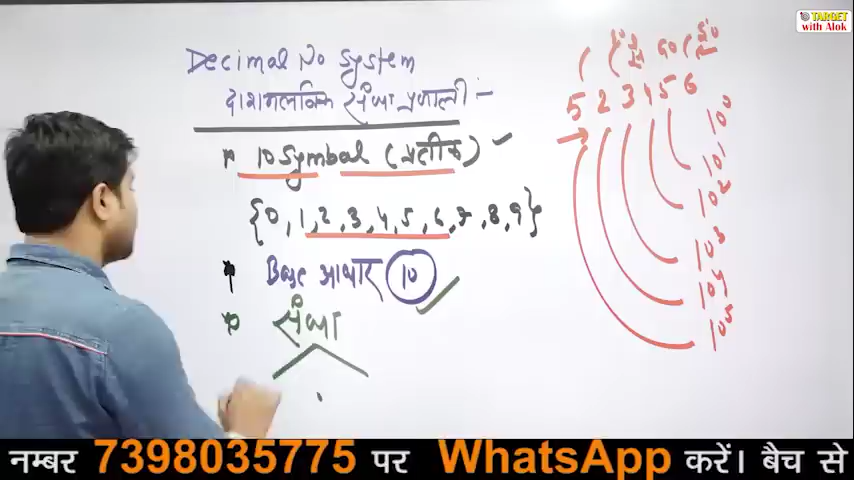 Decimal No System
दाशमलविक संख्या प्रणाली :-
10 Symbol (प्रतीक)
{0, 1, 2, 3, 4, 5, 6, 7, 8, 9}
Base आधार 10
संख्या
5 2 3 4 5 6
10⁰
10¹
10²
10³
10⁴
10⁵
TARGET
with Alok
नम्बर 7398035775 पर WhatsApp करें। बैच से